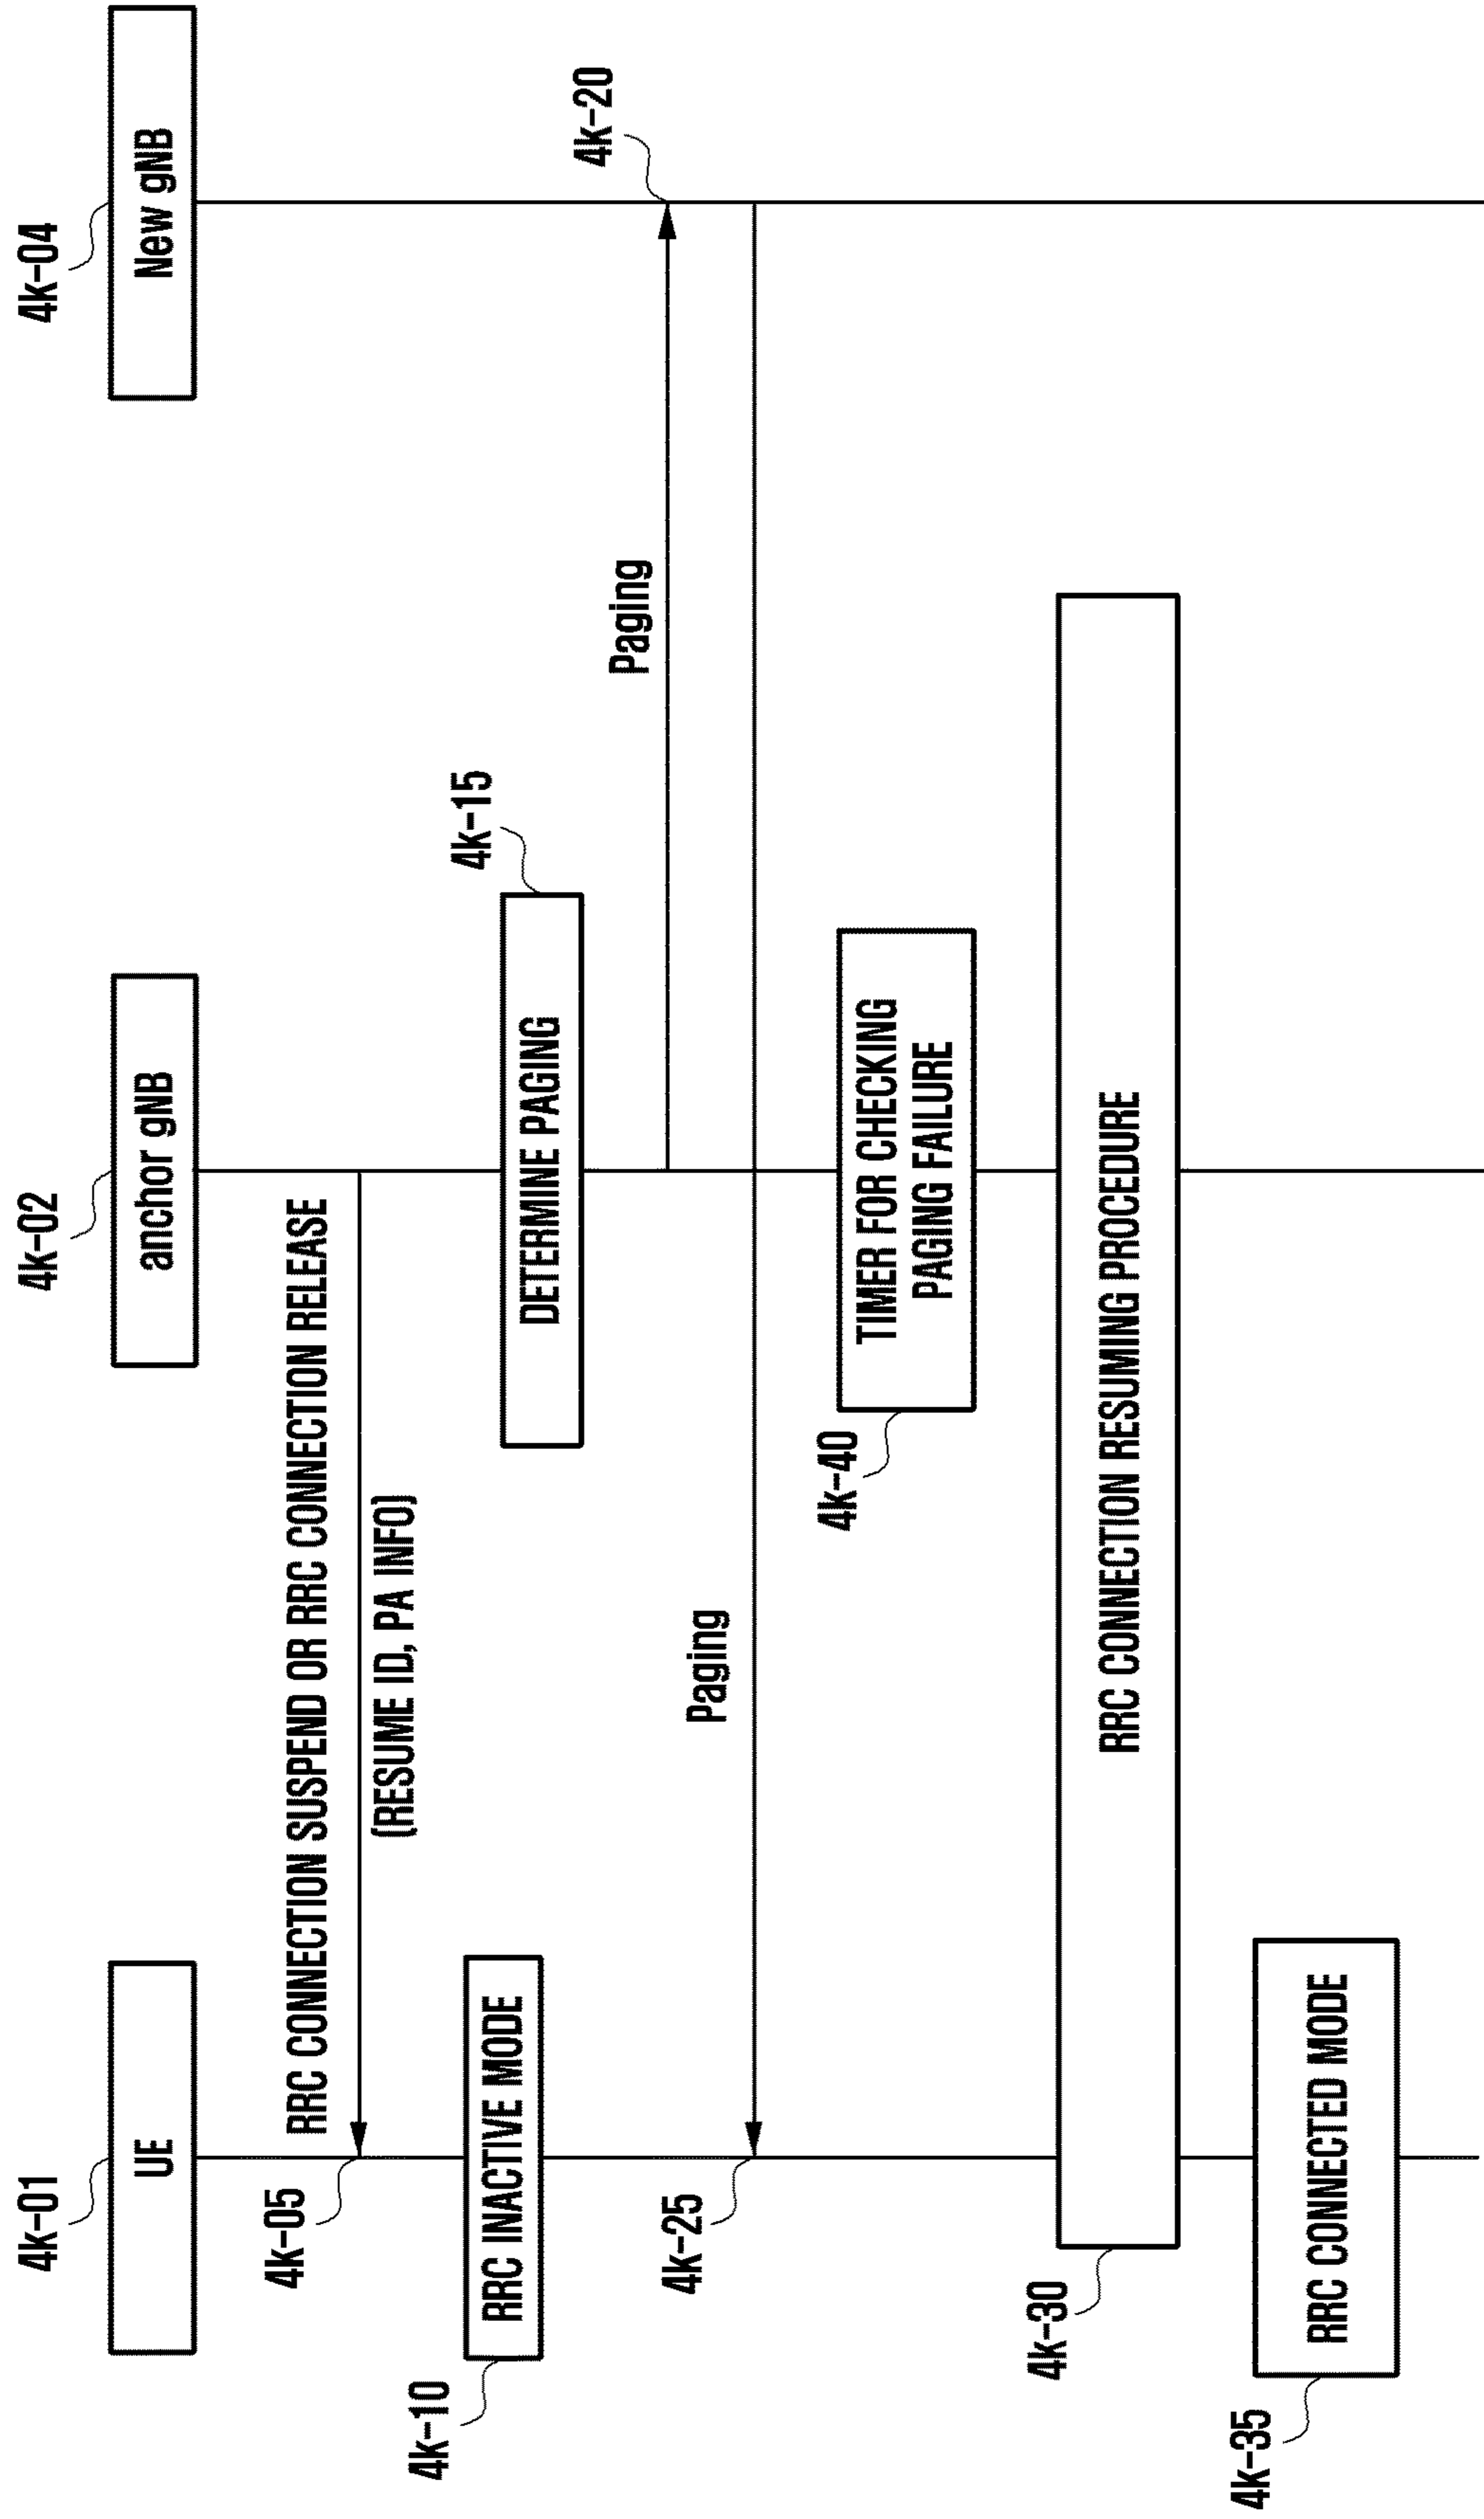 4k-01
4k-02
4k-04
UE
anchor gNB
New gNB
4k-05
RRC CONNECTION SUSPEND OR RRC CONNECTION RELEASE
(RESUME ID, PA INFO)
4k-10
RRC INACTIVE MODE
4k-15
DETERMINE PAGING
4k-20
Paging
4k-25
Paging
4k-40
TIMER FOR CHECKING
PAGING FAILURE
4k-30
RRC CONNECTION RESUMING PROCEDURE
4k-35
RRC CONNECTED MODE